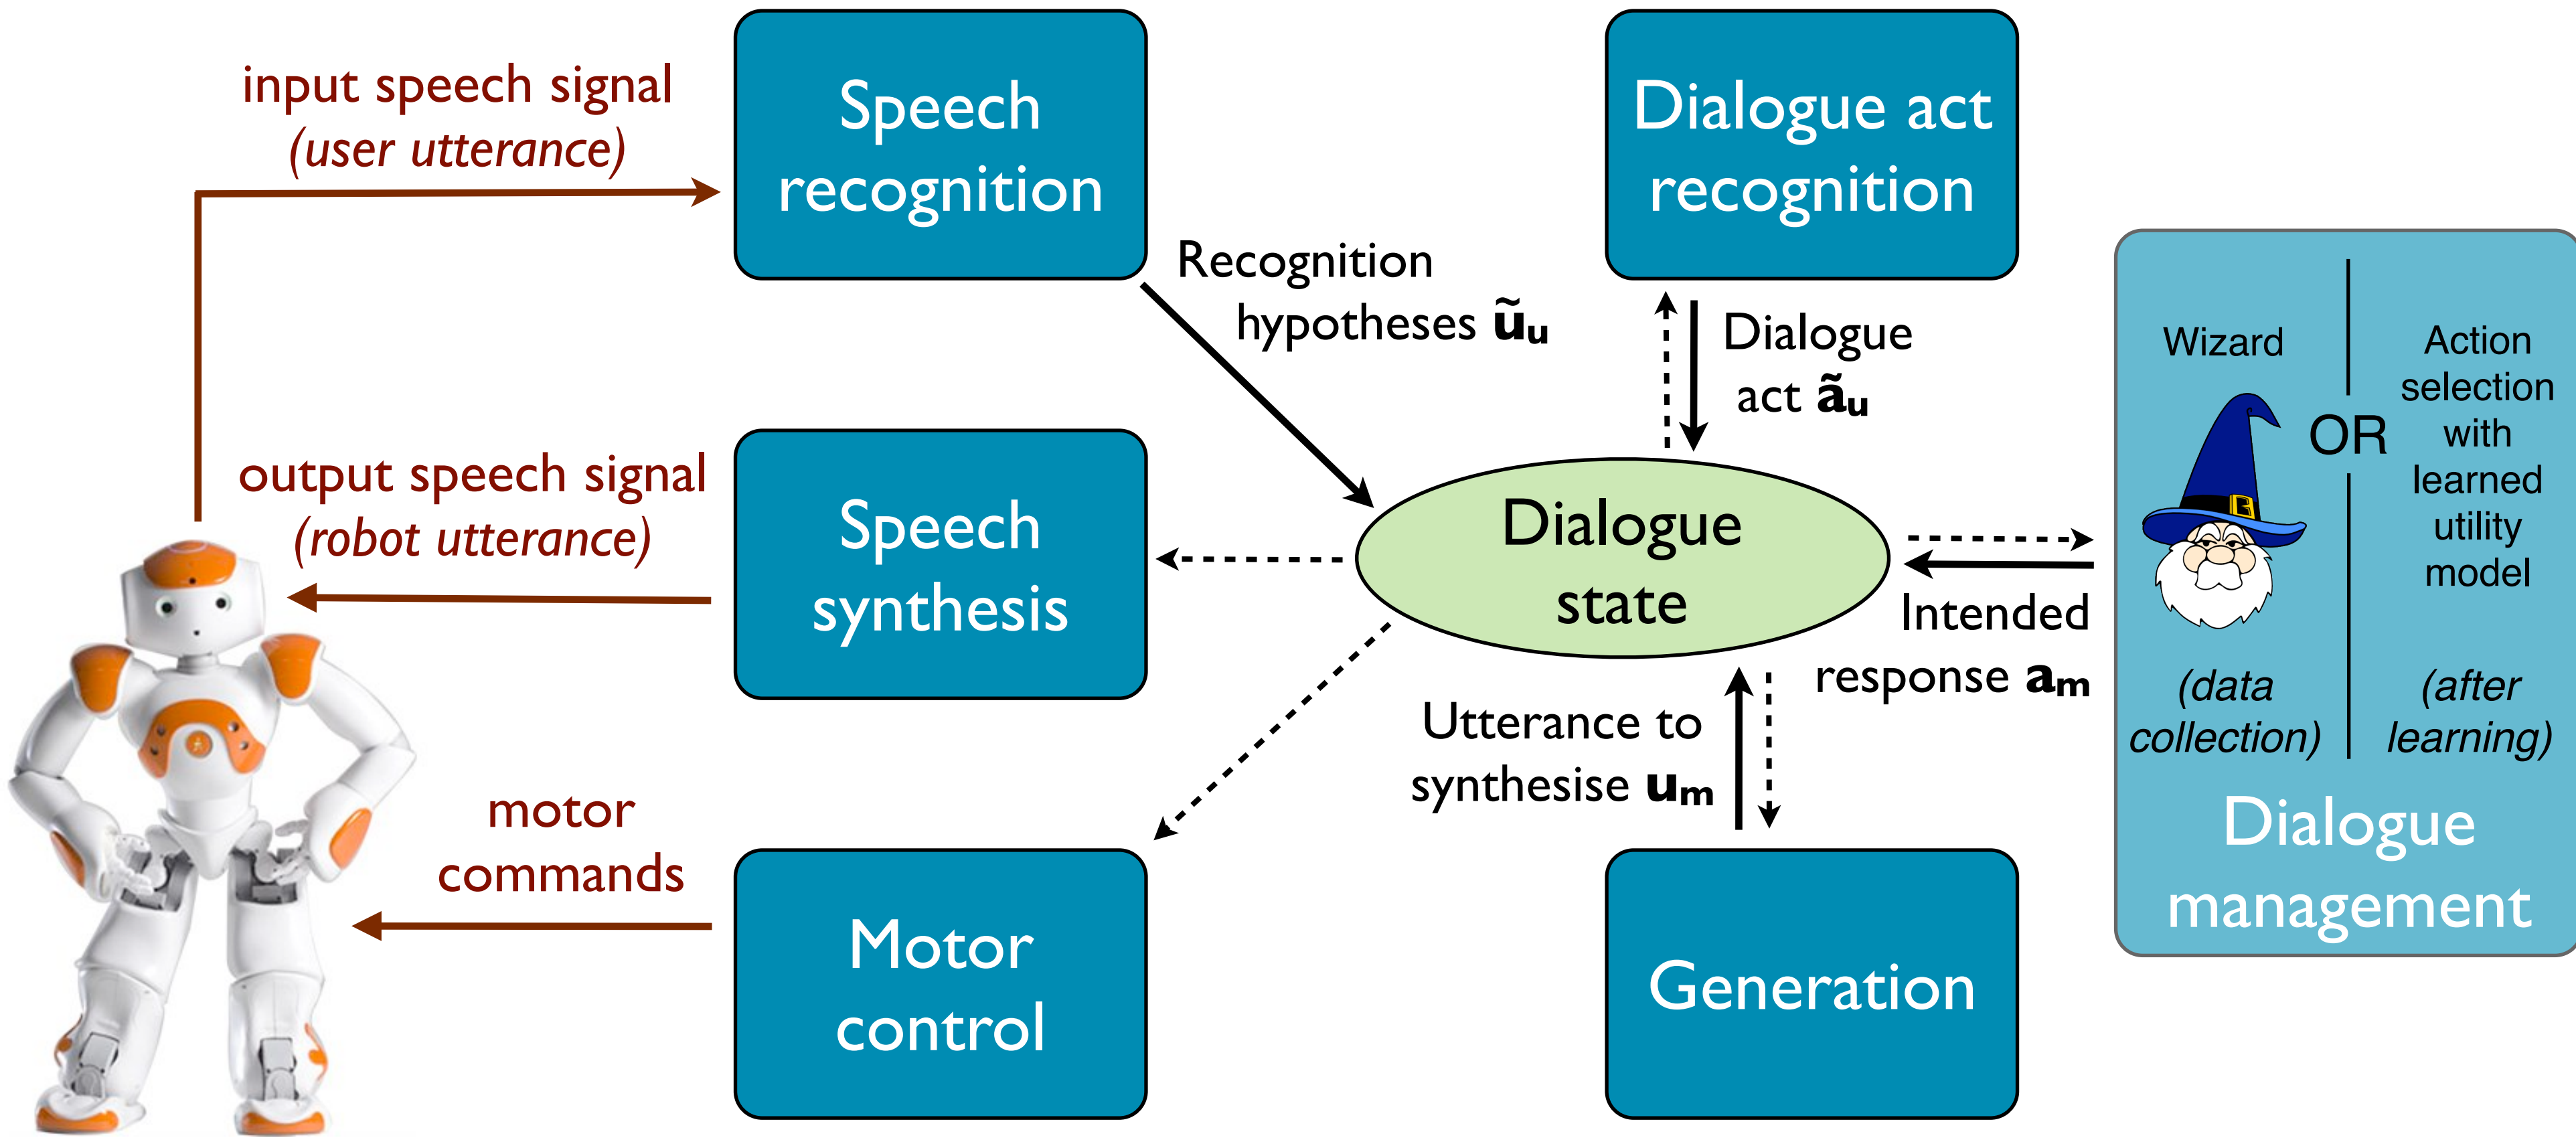 input speech signal
(user utterance)
Speech
recognition
Dialogue act
recognition
Recognition
hypotheses ũu
Dialogue
act ãu
output speech signal
(robot utterance)
Speech
synthesis
Dialogue
state
Intended
response am
Utterance to
synthesise um
motor
commands
Motor
control
Generation
Wizard
OR
Action
selection
with
learned
utility
model
(data
collection)
(after
learning)
Dialogue
management